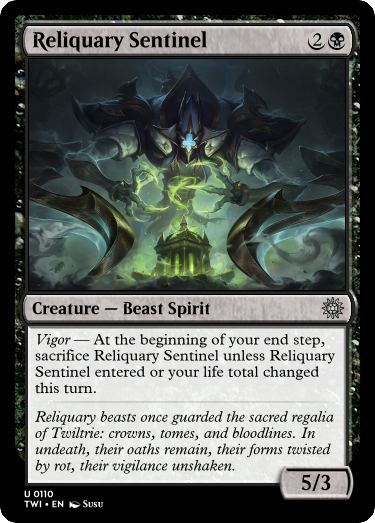 Reliquary Sentinel 2
Creature — Beast Spirit
Vigor — At the beginning of your end step,
sacrifice Reliquary Sentinel unless Reliquary
Sentinel entered or your life total changed
this turn.
Reliquary beasts once guarded the sacred regalia
of Twiltrie: crowns, tomes, and bloodlines. In
undeath, their oaths remain, their forms twisted
by rot, their vigilance unshaken.
5/3
U 0110
TWI • EN Susu